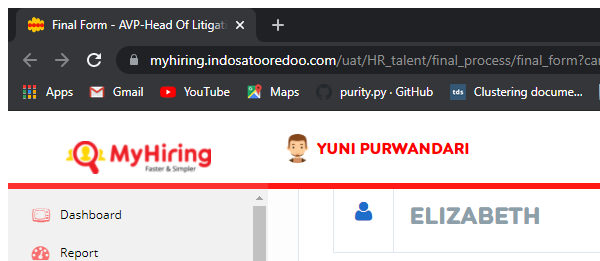 Final Form - AVP-Head Of Litigat
myhiring.indosatooredoo.com/uat/HR_talent/final_process/final_form?ca
Apps Gmail YouTube Maps purity.py · GitHub tds Clustering docume...
MyHiring
Faster & Simpler
YUNI PURWANDARI
Dashboard
ELIZABETH
Report